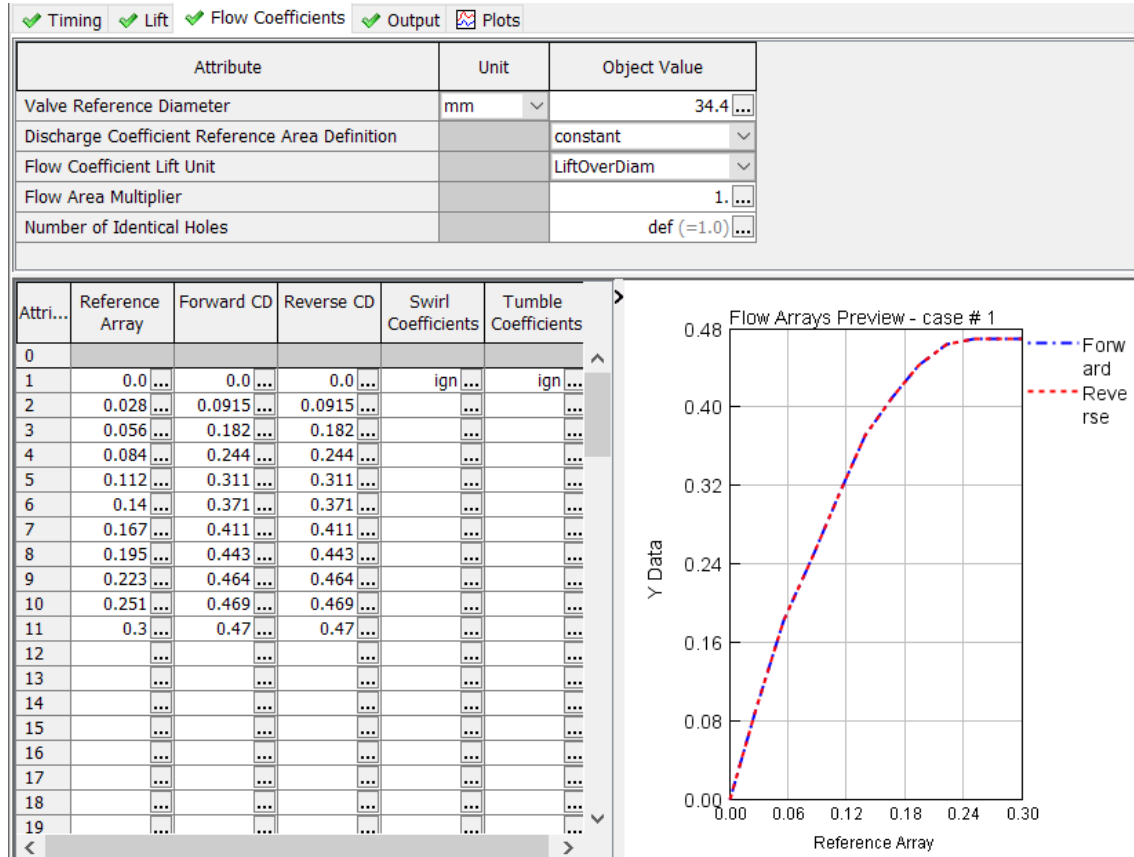 Timing Lift Flow Coefficients Output Plots
Attribute Unit Object Value
Valve Reference Diameter mm 34.4 ...
Discharge Coefficient Reference Area Definition constant
Flow Coefficient Lift Unit LiftOverDiam
Flow Area Multiplier 1. ...
Number of Identical Holes def (=1.0) ...
Attri... Reference Array Forward CD Reverse CD Swirl Coefficients Tumble Coefficients
0
1 0.0 ... 0.0 ... 0.0 ... ign ... ign ...
2 0.028 ... 0.0915 ... 0.0915 ... ... ...
3 0.056 ... 0.182 ... 0.182 ... ... ...
4 0.084 ... 0.244 ... 0.244 ... ... ...
5 0.112 ... 0.311 ... 0.311 ... ... ...
6 0.14 ... 0.371 ... 0.371 ... ... ...
7 0.167 ... 0.411 ... 0.411 ... ... ...
8 0.195 ... 0.443 ... 0.443 ... ... ...
9 0.223 ... 0.464 ... 0.464 ... ... ...
10 0.251 ... 0.469 ... 0.469 ... ... ...
11 0.3 ... 0.47 ... 0.47 ... ... ...
12 ... ... ... ... ...
13 ... ... ... ... ...
14 ... ... ... ... ...
15 ... ... ... ... ...
16 ... ... ... ... ...
17 ... ... ... ... ...
18 ... ... ... ... ...
19 ... ... ... ... ...
Flow Arrays Preview - case # 1
Forw
ard
Reve
rse
0.48
0.40
0.32
0.24
0.16
0.08
0.00
Y Data
0.00 0.06 0.12 0.18 0.24 0.30
Reference Array